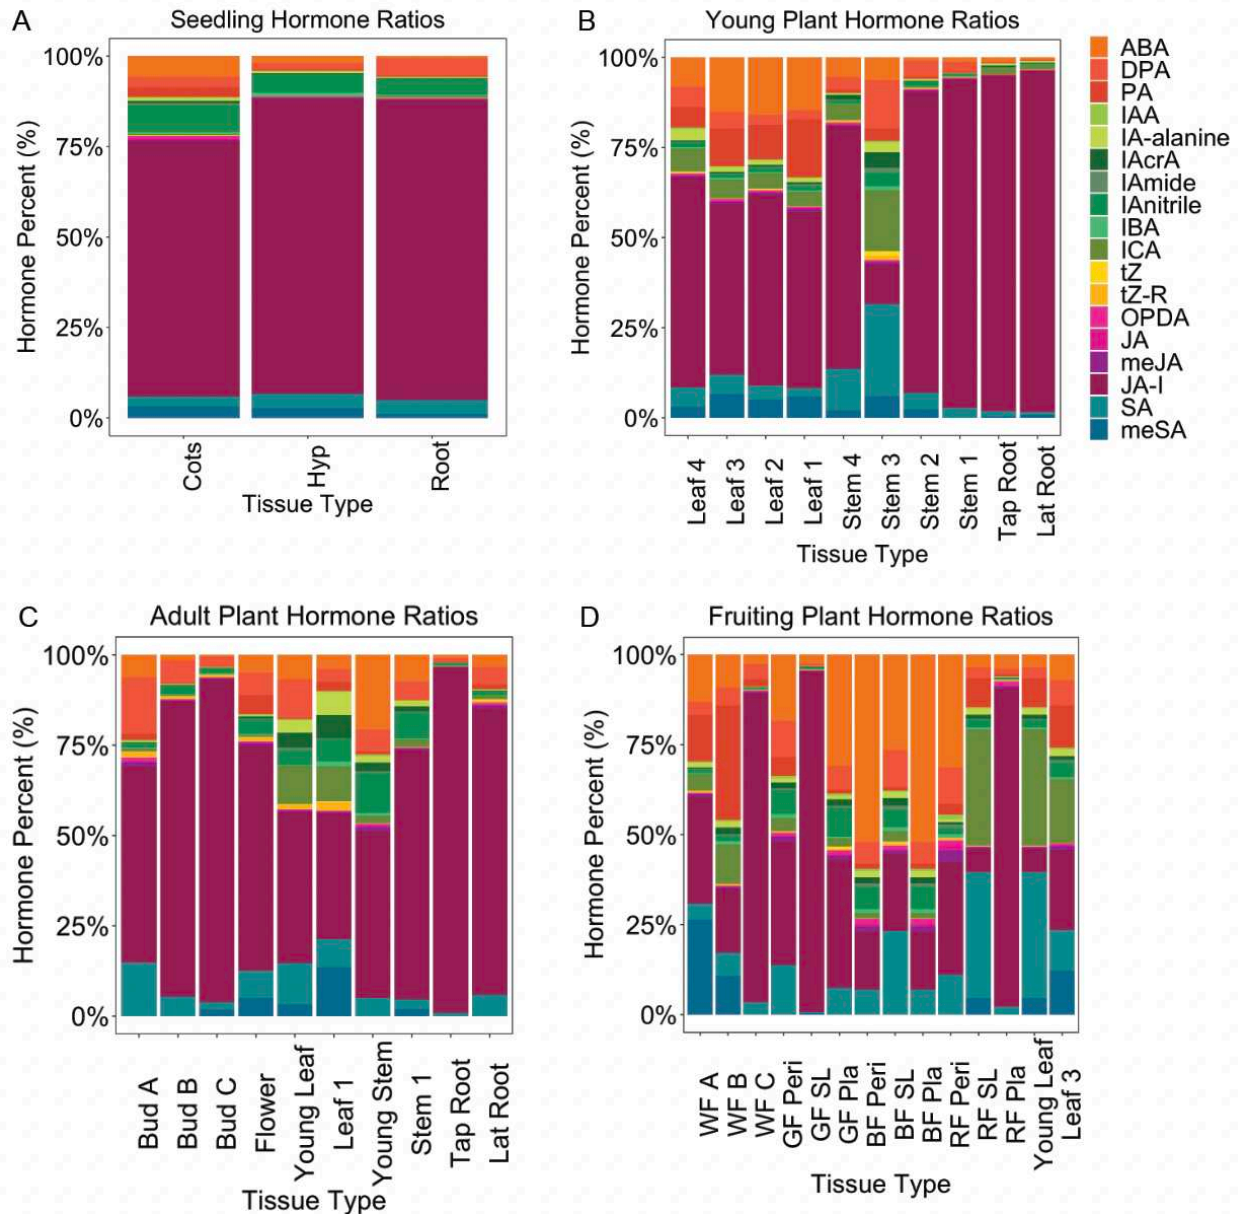 A
Seedling Hormone Ratios
Hormone Percent (%)
100%
75%
50%
25%
0%
Cots
Hyp
Root
Tissue Type
B
Young Plant Hormone Ratios
Hormone Percent (%)
100%
75%
50%
25%
0%
Leaf 4
Leaf 3
Leaf 2
Leaf 1
Stem 4
Stem 3
Stem 2
Stem 1
Tap Root
Lat Root
Tissue Type
ABA
DPA
PA
IAA
IA-alanine
IAcrA
IAmide
IAnitrile
IBA
ICA
tZ
tZ-R
OPDA
JA
meJA
JA-I
SA
meSA
C
Adult Plant Hormone Ratios
Hormone Percent (%)
100%
75%
50%
25%
0%
Bud A
Bud B
Bud C
Flower
Young Leaf
Leaf 1
Young Stem
Stem 1
Tap Root
Lat Root
Tissue Type
D
Fruiting Plant Hormone Ratios
Hormone Percent (%)
100%
75%
50%
25%
0%
WF A
WF B
WF C
GF Peri
GF SL
GF Pla
BF Peri
BF SL
BF Pla
RF Peri
RF SL
RF Pla
Young Leaf
Leaf 3
Tissue Type